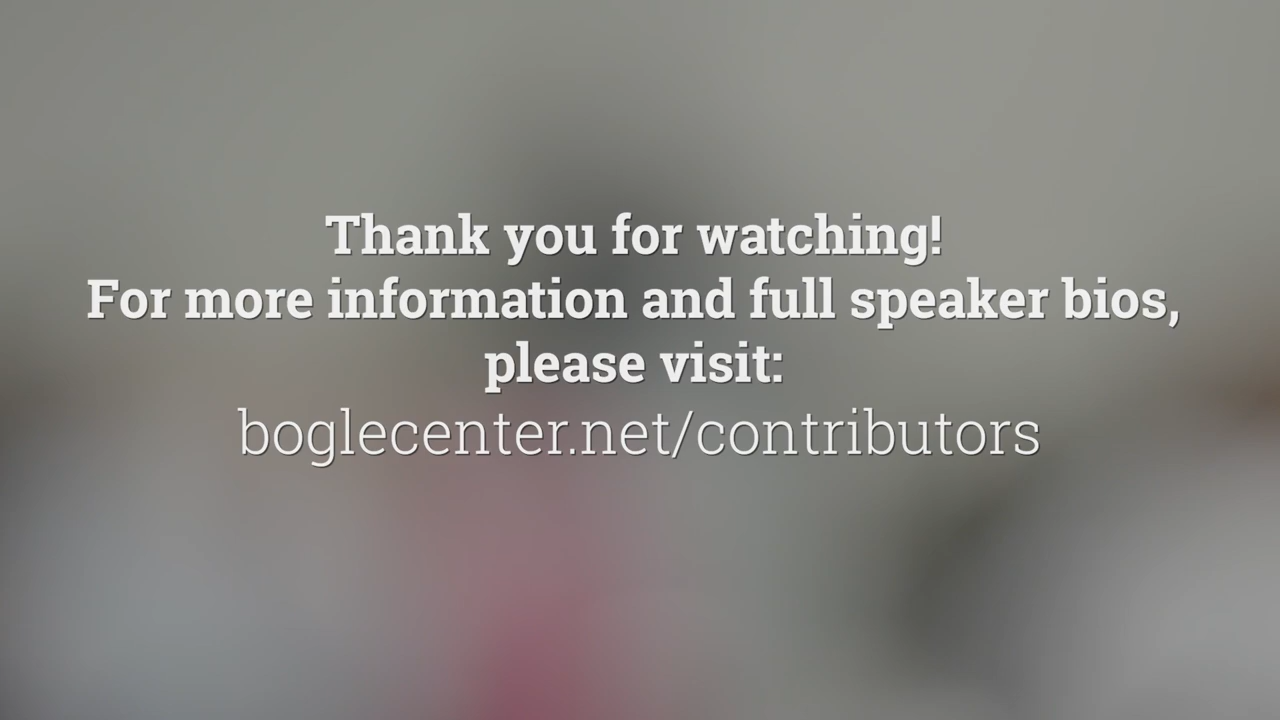 Thank you for watching!
For more information and full speaker bios,
please visit:
boglecenter.net/contributors